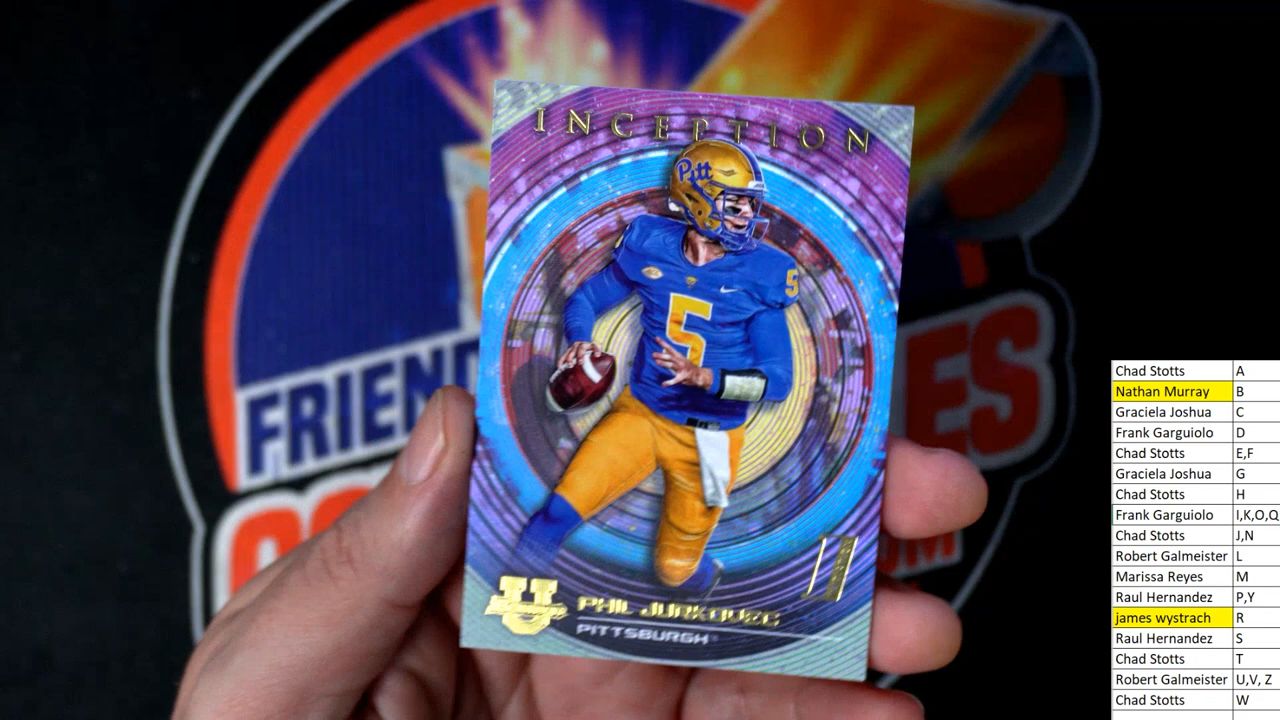 INCEPTION
Pitt
5
5
U
PHIL JURKOVEC
PITTSBURGH
FRIEN
ES
Chad Stotts A
Nathan Murray B
Graciela Joshua C
Frank Garguiolo D
Chad Stotts E,F
Graciela Joshua G
Chad Stotts H
Frank Garguiolo I,K,O,Q
Chad Stotts J,N
Robert Galmeister L
Marissa Reyes M
Raul Hernandez P,Y
james wystrach R
Raul Hernandez S
Chad Stotts T
Robert Galmeister U,V, Z
Chad Stotts W